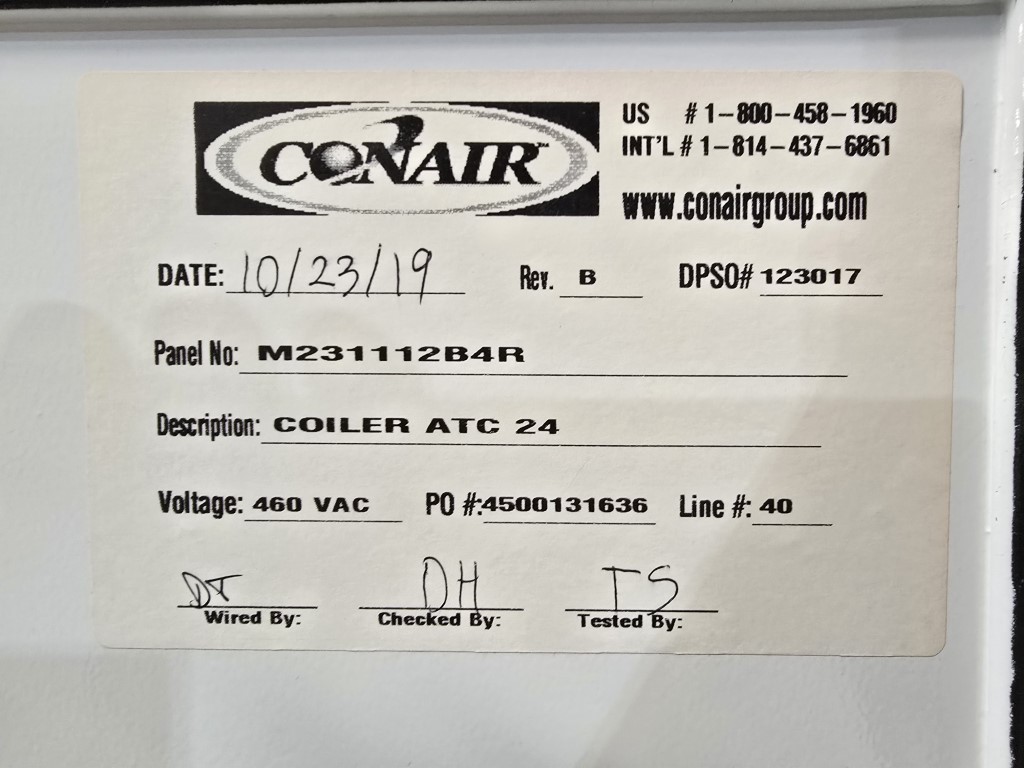 CONAIR™
US # 1-800-458-1960
INT'L # 1-814-437-6861
www.conairgroup.com
DATE: 10/23/19 Rev. B DPSO# 123017
Panel No: M231112B4R
Description: COILER ATC 24
Voltage: 460 VAC PO #:4500131636 Line #: 40
DT DH TS
Wired By: Checked By: Tested By: